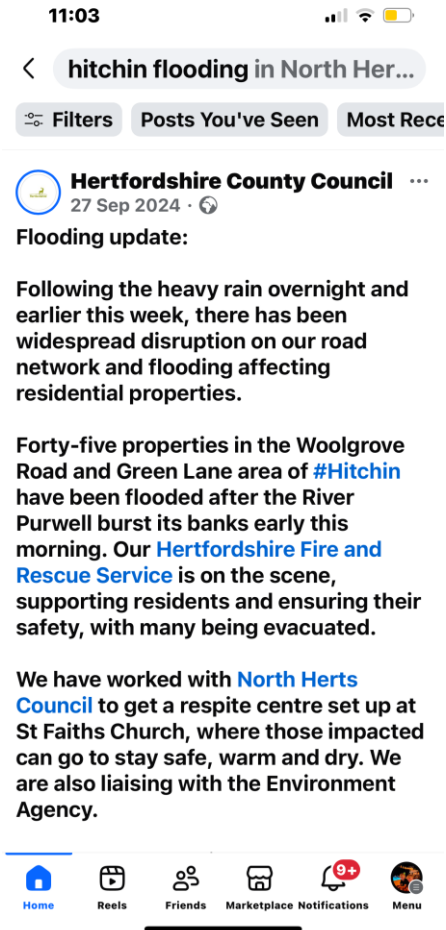 11:03
hitchin flooding in North Her...
Filters
Posts You've Seen
Most Rece
Hertfordshire County Council
27 Sep 2024 ·
Flooding update:
Following the heavy rain overnight and
earlier this week, there has been
widespread disruption on our road
network and flooding affecting
residential properties.
Forty-five properties in the Woolgrove
Road and Green Lane area of #Hitchin
have been flooded after the River
Purwell burst its banks early this
morning. Our Hertfordshire Fire and
Rescue Service is on the scene,
supporting residents and ensuring their
safety, with many being evacuated.
We have worked with North Herts
Council to get a respite centre set up at
St Faiths Church, where those impacted
can go to stay safe, warm and dry. We
are also liaising with the Environment
Agency.
9+
Home
Reels
Friends
Marketplace
Notifications
Menu